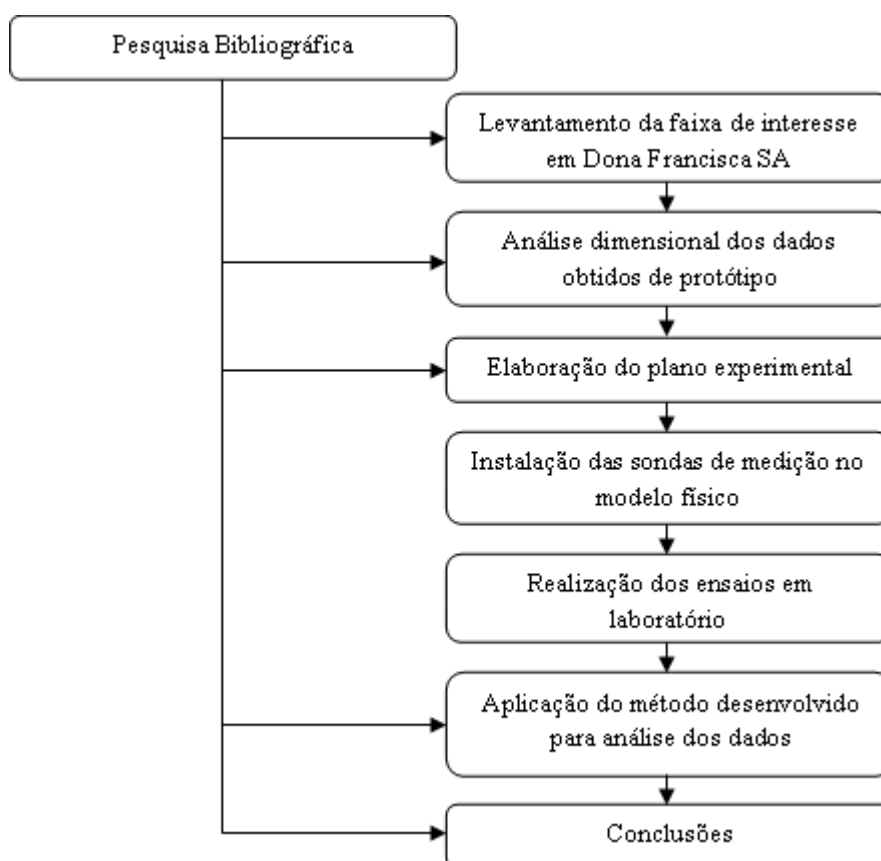 Pesquisa Bibliográfica
Levantamento da faixa de interesse
em Dona Francisca SA
Análise dimensional dos dados
obtidos de protótipo
Elaboração do plano experimental
Instalação das sondas de medição no
modelo físico
Realização dos ensaios em
laboratório
Aplicação do método desenvolvido
para análise dos dados
Conclusões